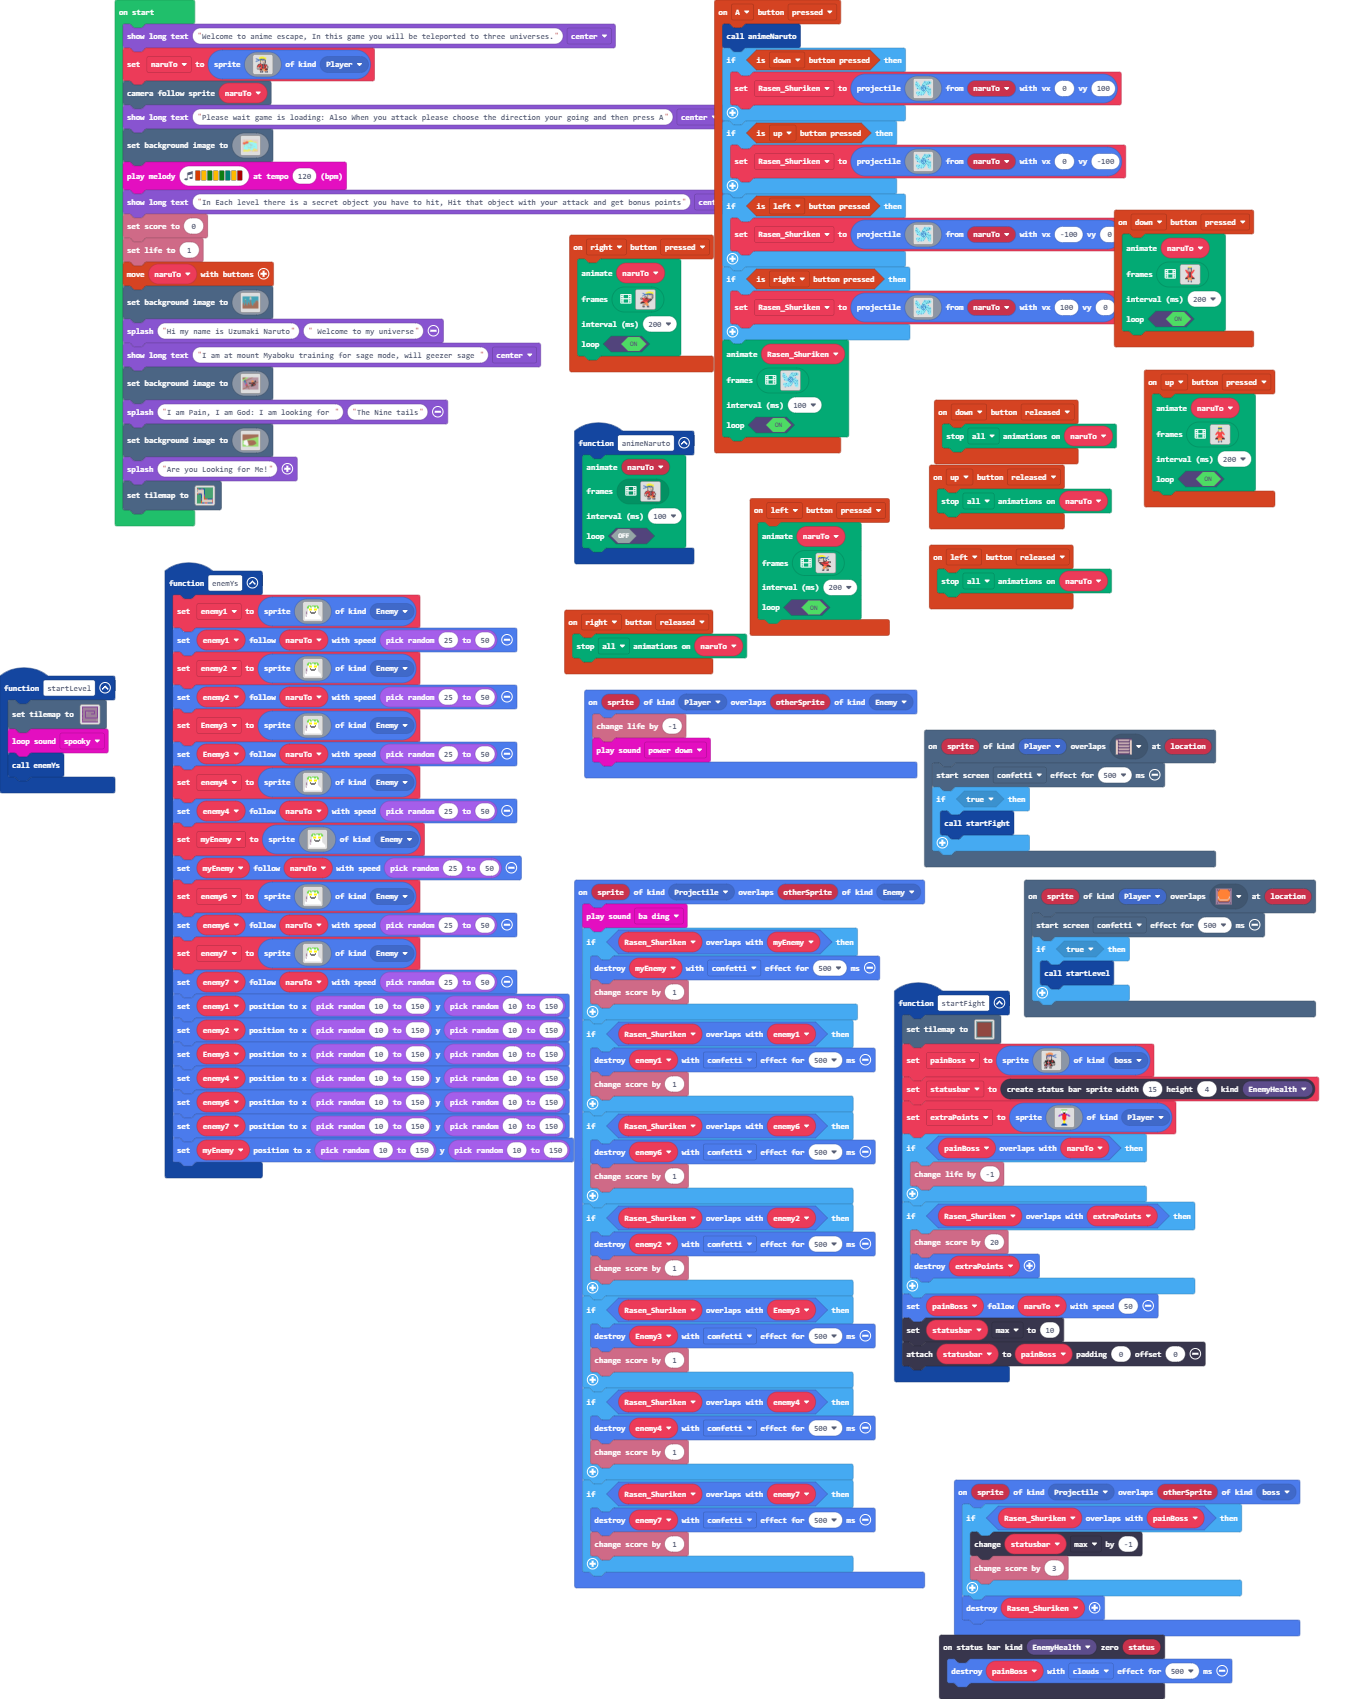 on start
show long text "Welcome to anime escape, In this game you will be teleported to three universes." center
set naruTo to sprite of kind Player
camera follow sprite naruTo
show long text "Please wait game is loading: Also When you attack please choose the direction your going and then press A" center
set background image to
play melody at tempo 120 (bpm)
show long text "In Each level there is a secret object you have to hit, Hit that object with your attack and get bonus points" cent
set score to 0
set life to 1
move naruTo with buttons
set background image to
splash "Hi my name is Uzumaki Naruto" " Welcome to my universe"
show long text "I am at mount Myaboku training for sage mode, will geezer sage " center
set background image to
splash "I am Pain, I am God: I am looking for " "The Nine tails"
set background image to
splash "Are you Looking for Me!"
set tilemap to
on A button pressed
call animeNaruto
if is down button pressed then
set Rasen_Shuriken to projectile from naruTo with vx 0 vy 100
if is up button pressed then
set Rasen_Shuriken to projectile from naruTo with vx 0 vy -100
if is left button pressed then
set Rasen_Shuriken to projectile from naruTo with vx -100 vy 0
if is right button pressed then
set Rasen_Shuriken to projectile from naruTo with vx 100 vy 0
animate Rasen_Shuriken
frames
interval (ms) 100
loop ON
on right button pressed
animate naruTo
frames
interval (ms) 200
loop ON
on down button pressed
animate naruTo
frames
interval (ms) 200
loop ON
on up button pressed
animate naruTo
frames
interval (ms) 200
loop ON
function animeNaruto
animate naruTo
frames
interval (ms) 100
loop OFF
on left button pressed
animate naruTo
frames
interval (ms) 200
loop ON
on down button released
stop all animations on naruTo
on up button released
stop all animations on naruTo
on left button released
stop all animations on naruTo
on right button released
stop all animations on naruTo
function enemYs
set enemy1 to sprite of kind Enemy
set enemy1 follow naruTo with speed pick random 25 to 50
set enemy2 to sprite of kind Enemy
set enemy2 follow naruTo with speed pick random 25 to 50
set Enemy3 to sprite of kind Enemy
set Enemy3 follow naruTo with speed pick random 25 to 50
set enemy4 to sprite of kind Enemy
set enemy4 follow naruTo with speed pick random 25 to 50
set myEnemy to sprite of kind Enemy
set myEnemy follow naruTo with speed pick random 25 to 50
set enemy6 to sprite of kind Enemy
set enemy6 follow naruTo with speed pick random 25 to 50
set enemy7 to sprite of kind Enemy
set enemy7 follow naruTo with speed pick random 25 to 50
set enemy1 position to x pick random 10 to 150 y pick random 10 to 150
set enemy2 position to x pick random 10 to 150 y pick random 10 to 150
set Enemy3 position to x pick random 10 to 150 y pick random 10 to 150
set enemy4 position to x pick random 10 to 150 y pick random 10 to 150
set enemy6 position to x pick random 10 to 150 y pick random 10 to 150
set enemy7 position to x pick random 10 to 150 y pick random 10 to 150
set myEnemy position to x pick random 10 to 150 y pick random 10 to 150
function startLevel
set tilemap to
loop sound spooky
call enemYs
on sprite of kind Player overlaps otherSprite of kind Enemy
change life by -1
play sound power down
on sprite of kind Player overlaps at location
start screen confetti effect for 500 ms
if true then
call startFight
on sprite of kind Projectile overlaps otherSprite of kind Enemy
play sound ba ding
if Rasen_Shuriken overlaps with myEnemy then
destroy myEnemy with confetti effect for 500 ms
change score by 1
if Rasen_Shuriken overlaps with enemy1 then
destroy enemy1 with confetti effect for 500 ms
change score by 1
if Rasen_Shuriken overlaps with enemy6 then
destroy enemy6 with confetti effect for 500 ms
change score by 1
if Rasen_Shuriken overlaps with enemy2 then
destroy enemy2 with confetti effect for 500 ms
change score by 1
if Rasen_Shuriken overlaps with Enemy3 then
destroy Enemy3 with confetti effect for 500 ms
change score by 1
if Rasen_Shuriken overlaps with enemy4 then
destroy enemy4 with confetti effect for 500 ms
change score by 1
if Rasen_Shuriken overlaps with enemy7 then
destroy enemy7 with confetti effect for 500 ms
change score by 1
on sprite of kind Player overlaps at location
start screen confetti effect for 500 ms
if true then
call startLevel
function startFight
set tilemap to
set painBoss to sprite of kind boss
set statusbar to create status bar sprite width 15 height 4 kind EnemyHealth
set extraPoints to sprite of kind Player
if painBoss overlaps with naruTo then
change life by -1
if Rasen_Shuriken overlaps with extraPoints then
change score by 20
destroy extraPoints
set painBoss follow naruTo with speed 50
set statusbar max to 10
attach statusbar to painBoss padding 0 offset 0
on sprite of kind Projectile overlaps otherSprite of kind boss
if Rasen_Shuriken overlaps with painBoss then
change statusbar max by -1
change score by 3
destroy Rasen_Shuriken
on status bar kind EnemyHealth zero status
destroy painBoss with clouds effect for 500 ms